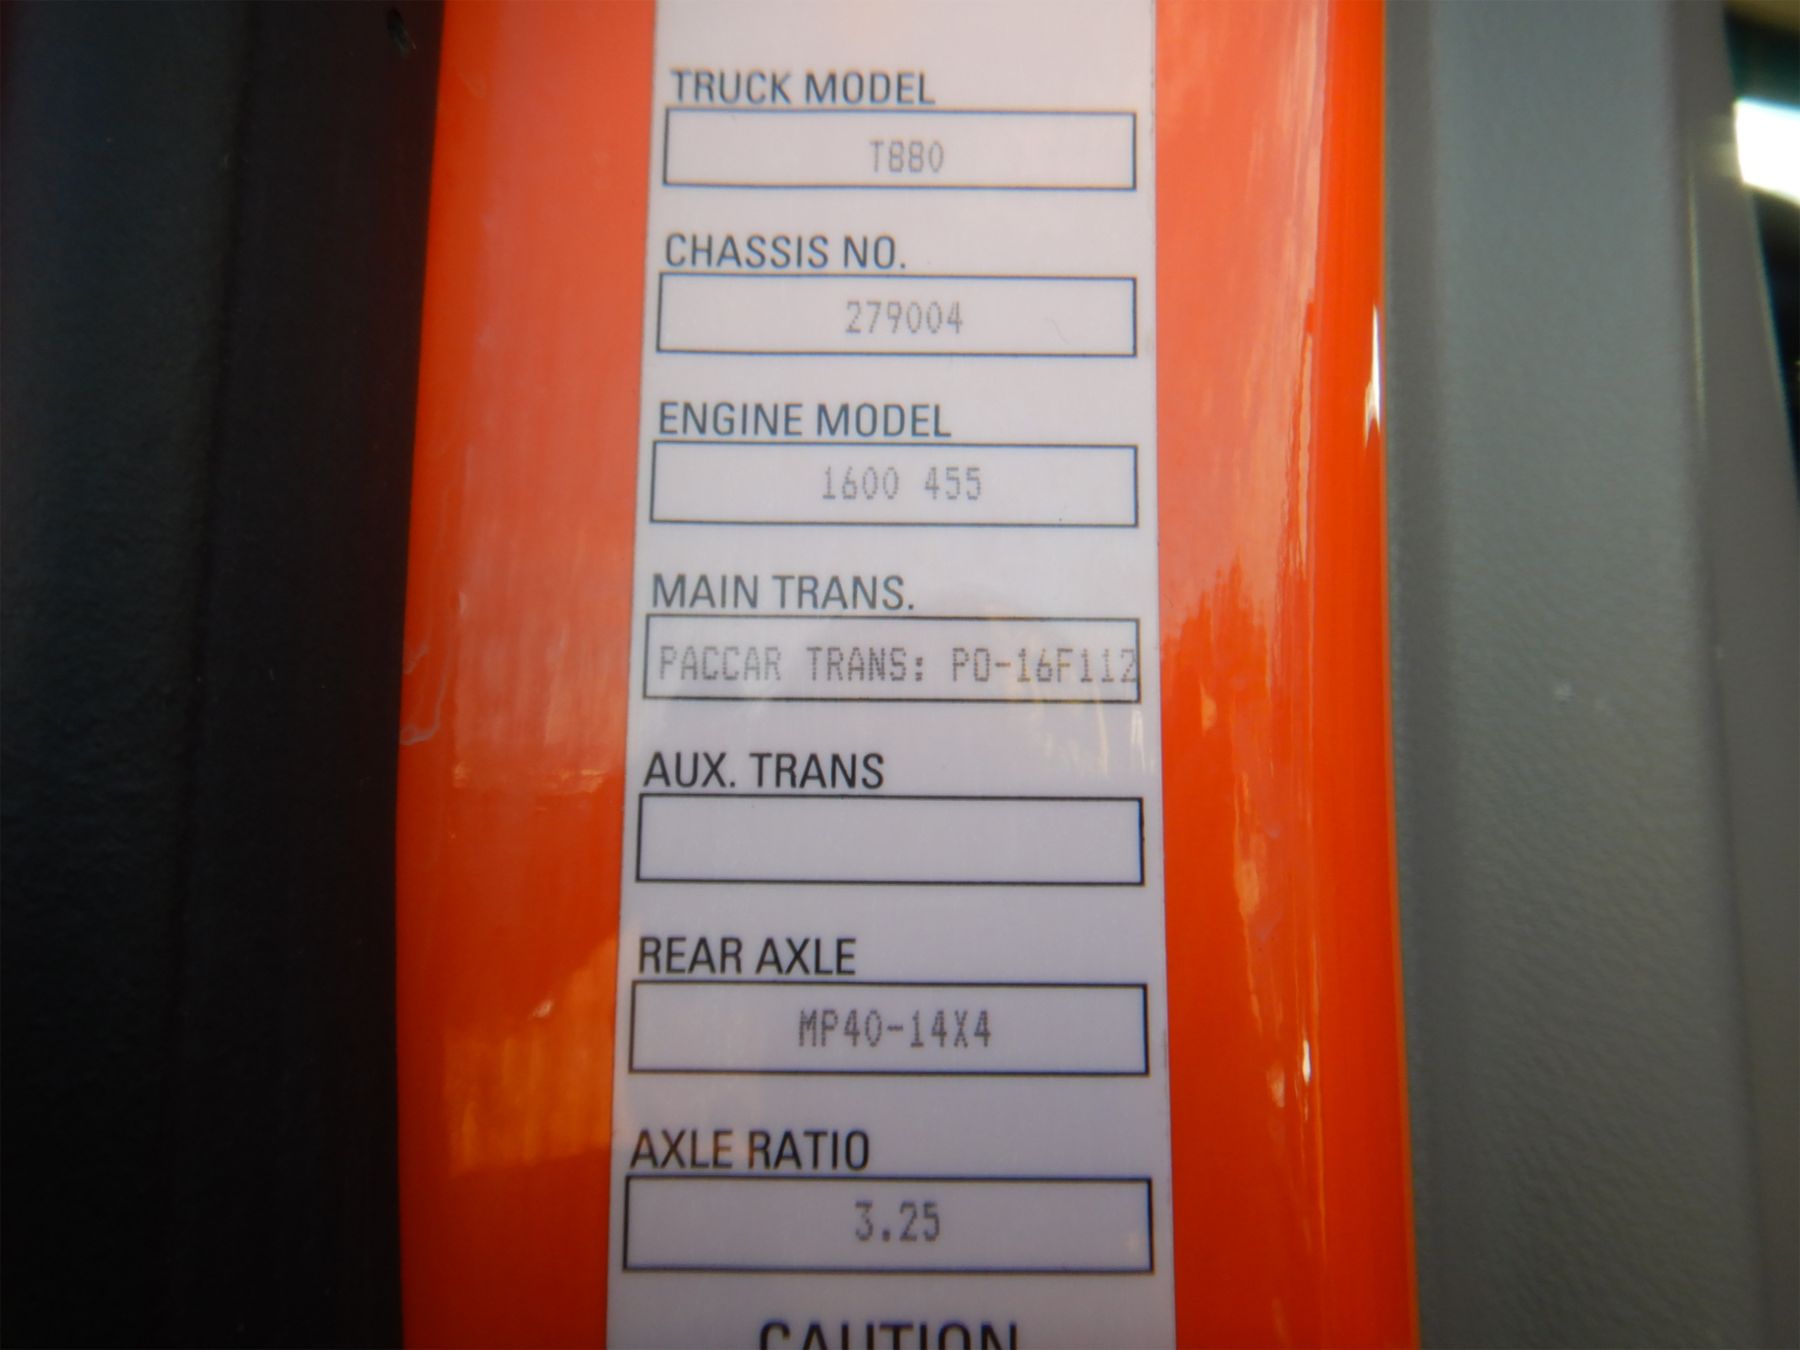 TRUCK MODEL
T880
CHASSIS NO.
279004
ENGINE MODEL
1600 455
MAIN TRANS.
PACCAR TRANS: PO-16F112
AUX. TRANS
REAR AXLE
MP40-14X4
AXLE RATIO
3.25
CAUTION